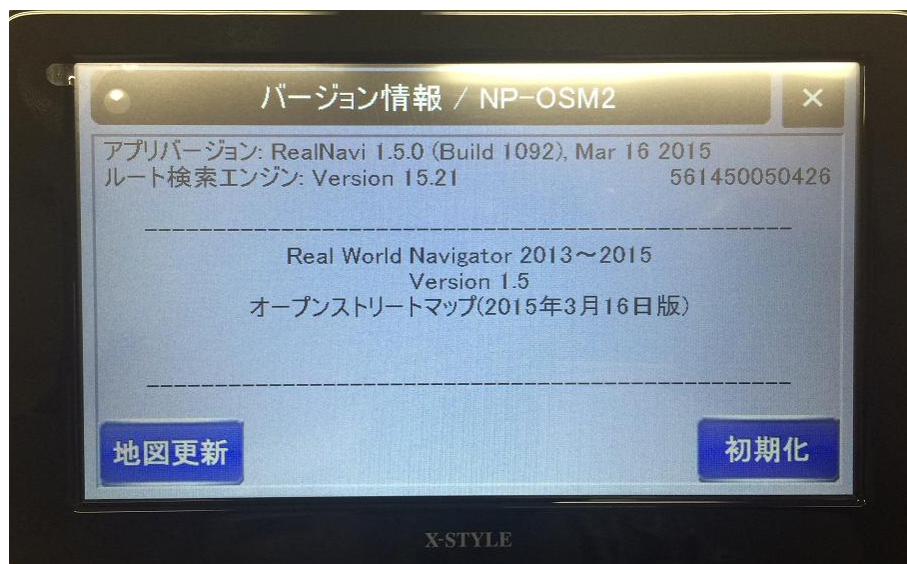 バージョン情報 / NP-OSM2 ×
アプリバージョン: RealNavi 1.5.0 (Build 1092), Mar 16 2015
ルート検索エンジン: Version 15.21 561450050426
Real World Navigator 2013～2015
Version 1.5
オープンストリートマップ(2015年3月16日版)
地図更新 初期化
X-STYLE